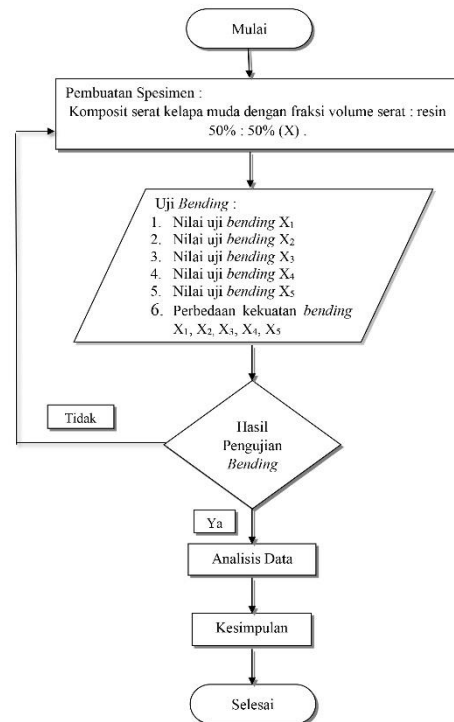 Mulai
Pembuatan Spesimen :
Komposit serat kelapa muda dengan fraksi volume serat : resin
50% : 50% (X) .
Uji Bending :
1. Nilai uji bending X₁
2. Nilai uji bending X₂
3. Nilai uji bending X₃
4. Nilai uji bending X₄
5. Nilai uji bending X₅
6. Perbedaan kekuatan bending
X₁, X₂, X₃, X₄, X₅
Tidak
Hasil
Pengujian
Bending
Ya
Analisis Data
Kesimpulan
Selesai